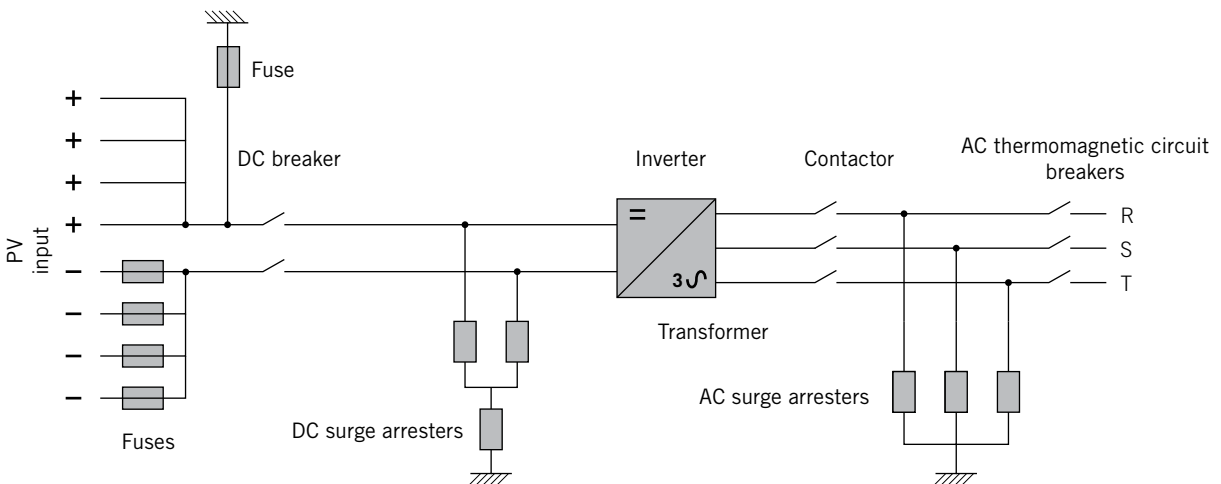 Fuse
+
+
+
+
−
−
−
−
PV
input
Fuses
DC breaker
DC surge arresters
Inverter
=
3
Transformer
Contactor
AC surge arresters
AC thermomagnetic circuit
breakers
R
S
T